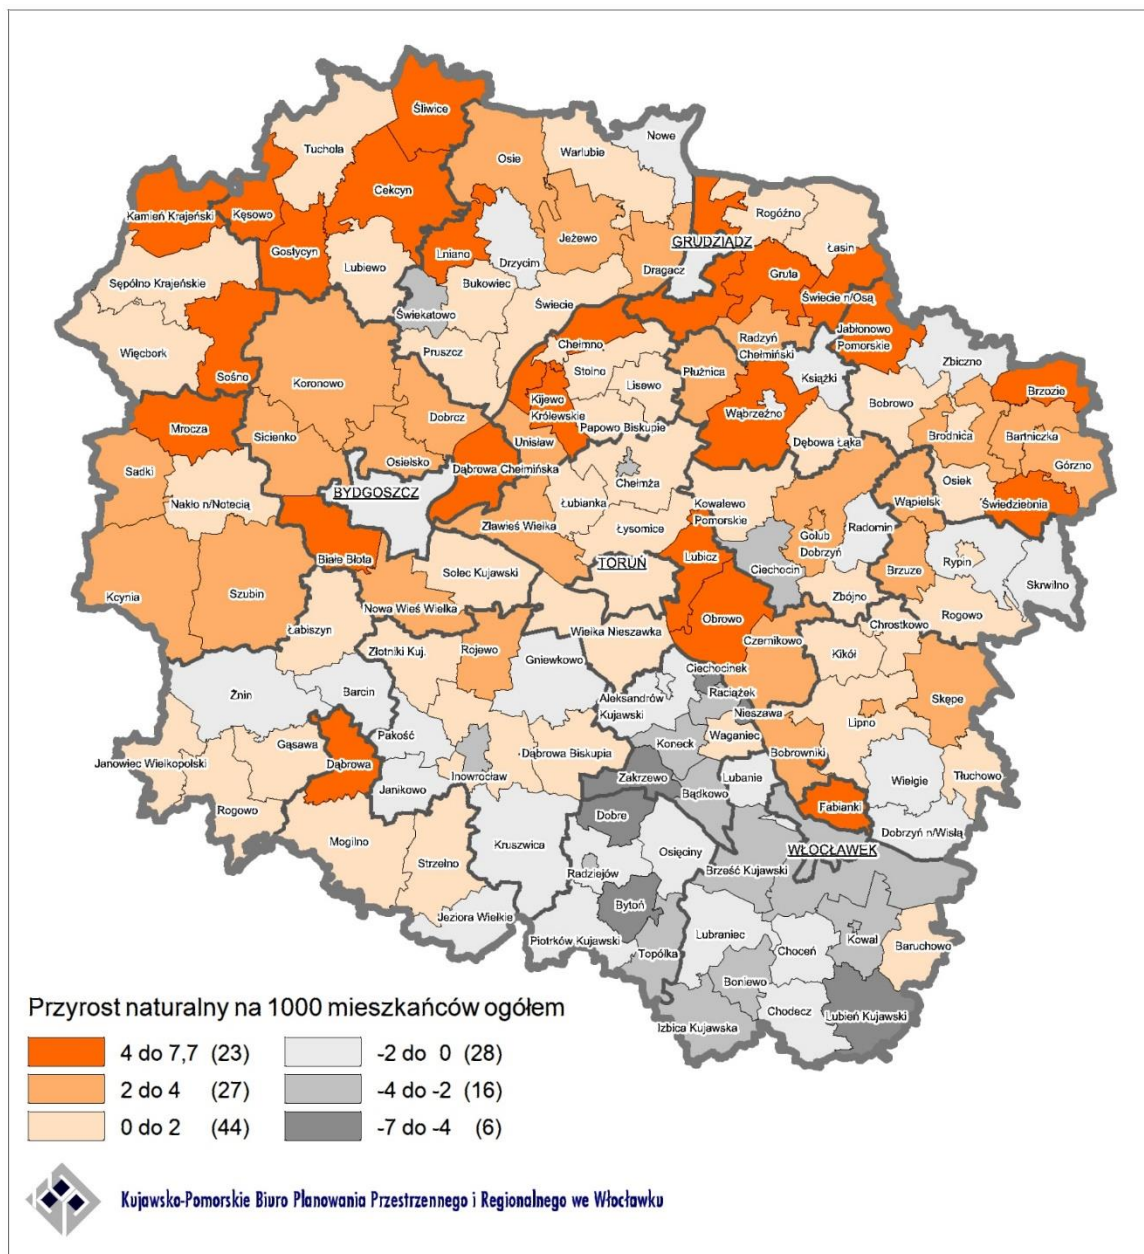 Śliwice
Nowe
Tuchola
Osie
Warlubie
Cekcyn
Kamień Krajeński
Kęsowo
Rogóźno
Gostycyn
Lniano
Drzycim
Jeżewo
GRUDZIĄDZ
Łasin
Lubiewo
Dragacz
Gruta
Sępólno Krajeńskie
Bukowiec
Świecie
Świecie n/Osą
Świekatowo
Jabłonowo
Pomorskie
Radzyń
Chełmiński
Chełmno
Więcbork
Pruszcz
Zbiczno
Stolno
Płużnica
Książki
Sośno
Koronowo
Lisewo
Brzozie
Kijewo
Królewskie
Bobrowo
Wąbrzeźno
Dobrcz
Papowo Biskupie
Mrocza
Sicienko
Unisław
Dębowa Łąka
Brodnica
Bartniczka
Sadki
Osielsko
Dąbrowa Chełmińska
Górzno
Chełmża
Osiek
BYDGOSZCZ
Nakło n/Notecią
Łubianka
Kowalewo
Pomorskie
Wąpielsk
Świedziebnia
Zławieś Wielka
Łysomice
Radomin
Golub
Dobrzyń
Białe Błota
Lubicz
TORUŃ
Ciechocin
Rypin
Solec Kujawski
Brzuze
Skrwilno
Kcynia
Szubin
Zbójno
Nowa Wieś Wielka
Obrowo
Rogowo
Łabiszyn
Wielka Nieszawka
Chrostkowo
Czernikowo
Złotniki Kuj.
Rojewo
Kikół
Gniewkowo
Ciechocinek
Skępe
Żnin
Barcin
Aleksandrów
Kujawski
Raciążek
Nieszawa
Lipno
Pakość
Waganiec
Gąsawa
Koneck
Bobrowniki
Janowiec Wielkopolski
Dąbrowa
Dąbrowa Biskupia
Inowrocław
Zakrzewo
Lubanie
Wielgie
Tłuchowo
Janikowo
Bądkowo
Fabianki
Rogowo
Dobre
Dobrzyń n/Wisłą
Mogilno
Kruszwica
Osięciny
WŁOCŁAWEK
Strzelno
Radziejów
Brześć Kujawski
Bytoń
Jeziora Wielkie
Lubraniec
Piotrków Kujawski
Choceń
Kowal
Baruchowo
Topólka
Boniewo
Chodecz
Lubień Kujawski
Izbica Kujawska
Przyrost naturalny na 1000 mieszkańców ogółem
4 do 7,7 (23)
-2 do 0 (28)
2 do 4 (27)
-4 do -2 (16)
0 do 2 (44)
-7 do -4 (6)
Kujawsko-Pomorskie Biuro Planowania Przestrzennego i Regionalnego we Włocławku